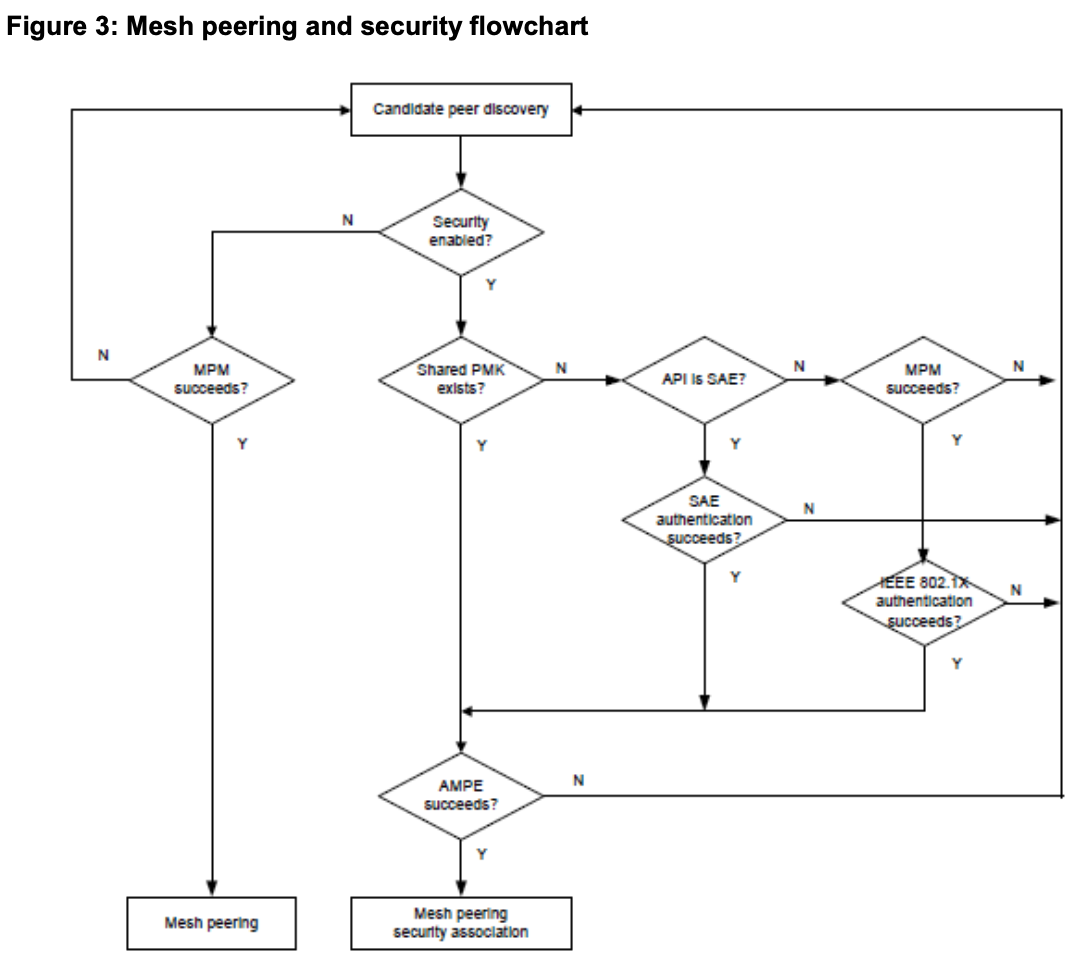 Figure 3: Mesh peering and security flowchart
Candidate peer discovery
N
Security
enabled?
Y
N
MPM
succeeds?
Y
Shared PMK
exists?
N
Y
API is SAE?
N
Y
MPM
succeeds?
N
Y
SAE
authentication
succeeds?
N
Y
IEEE 802.1X
authentication
succeeds?
N
Y
AMPE
succeeds?
N
Y
Mesh peering
Mesh peering
security association